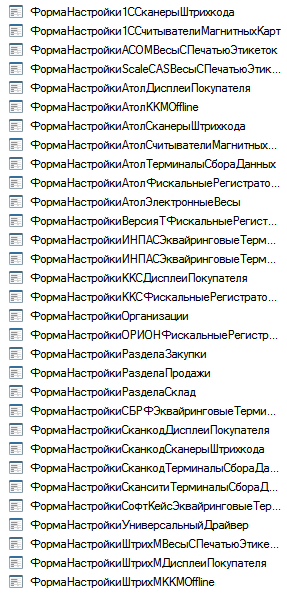 ФормаНастройки1ССканерыШтрихкода
ФормаНастройки1ССчитывателиМагнитныхКарт
ФормаНастройкиACOMВесыСПечатьюЭтикеток
ФормаНастройкиScaleCASВесыСПечатьюЭтик...
ФормаНастройкиАтолДисплеиПокупателя
ФормаНастройкиАтолККМOffline
ФормаНастройкиАтолСканерыШтрихкода
ФормаНастройкиАтолСчитывателиМагнитных...
ФормаНастройкиАтолТерминалыСбораДанных
ФормаНастройкиАтолФискальныеРегистрато...
ФормаНастройкиАтолЭлектронныеВесы
ФормаНастройкиВерсияТФискальныеРегист...
ФормаНастройкиИНПАСЭквайринговыеТерм...
ФормаНастройкиИНПАСЭквайринговыеТерм...
ФормаНастройкиККСДисплеиПокупателя
ФормаНастройкиККСФискальныеРегистрато...
ФормаНастройкиОрганизации
ФормаНастройкиОРИОНФискальныеРегистр...
ФормаНастройкиРазделаЗакупки
ФормаНастройкиРазделаПродажи
ФормаНастройкиРазделаСклад
ФормаНастройкиСБРФЭквайринговыеТерми...
ФормаНастройкиСканкодДисплеиПокупателя
ФормаНастройкиСканкодСканерыШтрихкода
ФормаНастройкиСканкодТерминалыСбораДа...
ФормаНастройкиСканситиТерминалыСбораД...
ФормаНастройкиСофтКейсЭквайринговыеТер...
ФормаНастройкиУниверсальныйДрайвер
ФормаНастройкиШтрихМВесыСПечатьюЭтике...
ФормаНастройкиШтрихМДисплеиПокупателя
ФормаНастройкиШтрихМККМOffline